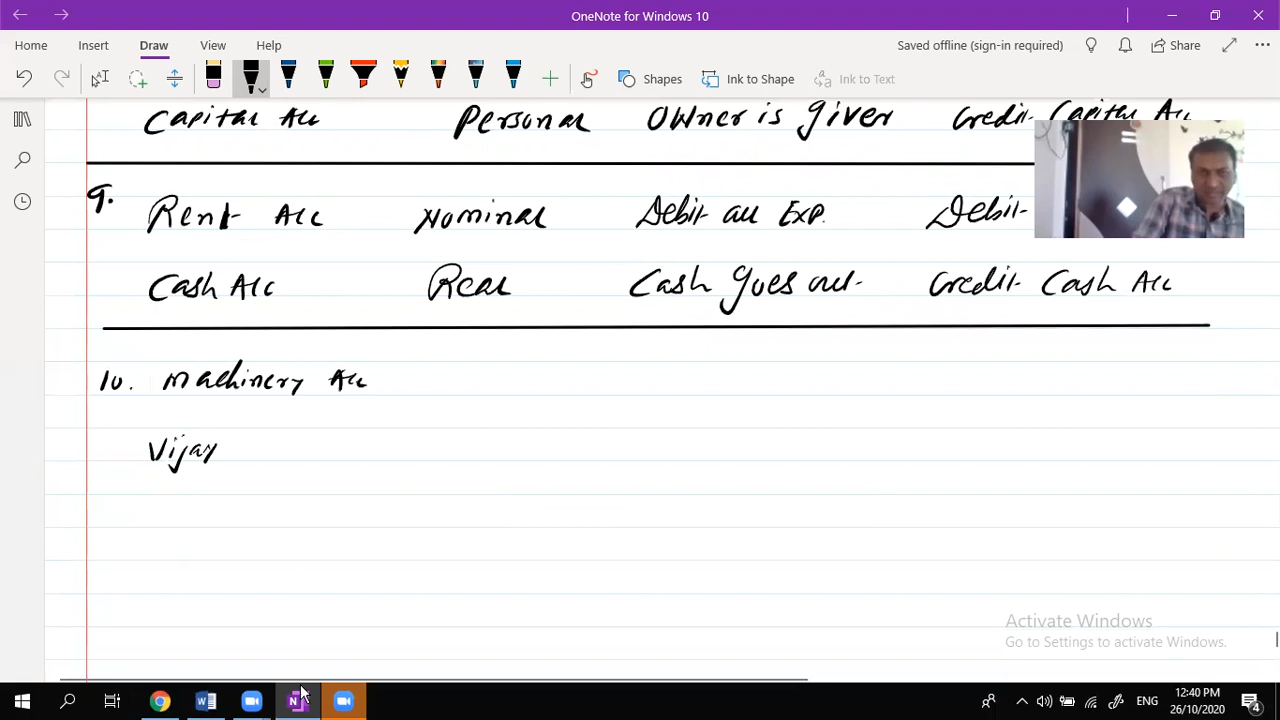 OneNote for Windows 10
Home Insert Draw View Help
Saved offline (sign-in required) Share
Shapes Ink to Shape Ink to Text
Capital Acc Personal Owner is giver Credit Capital Acc
9. Rent Acc Nominal Debit all Exp. Debit
Cash Acc Real Cash goes out Credit Cash Acc
10. Machinery Acc
Vijay
Activate Windows
Go to Settings to activate Windows.
ENG 12:40 PM
26/10/2020 4